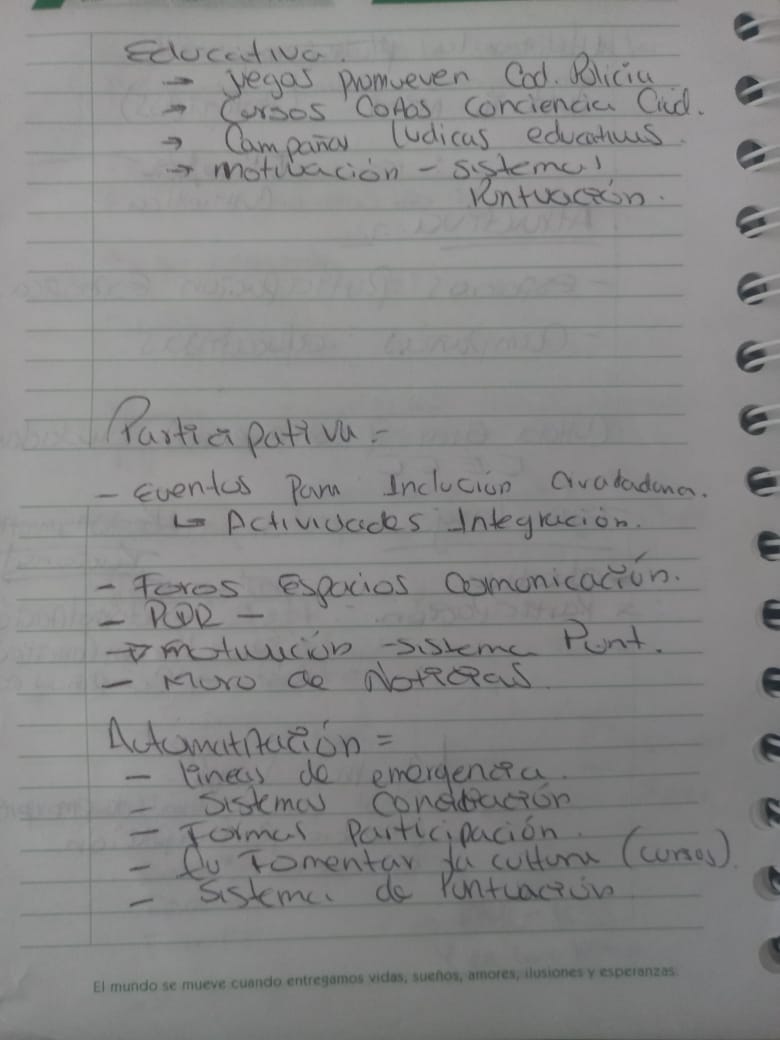 Educativa.
→ Juegos promueven Cod. Policia
→ Cursos Cortos conciencia Ciud.
→ Campañas ludicas educativas.
→ motivación - sistema
Puntuación.
Participativa =
- Eventos Para Inclución Ciudadana.
↳ Actividades Integración.
- Foros Espacios Comunicación.
- PQR -
→ motivación - sistema Punt.
- Muro de Noticias
Automatización =
- lineas de emergencia.
- Sistemas
- Formas Participación.
- fomentar la cultura (cursos)
- Sistema de Puntuación
El mundo se mueve cuando entregamos vidas, sueños, amores, ilusiones y esperanzas.